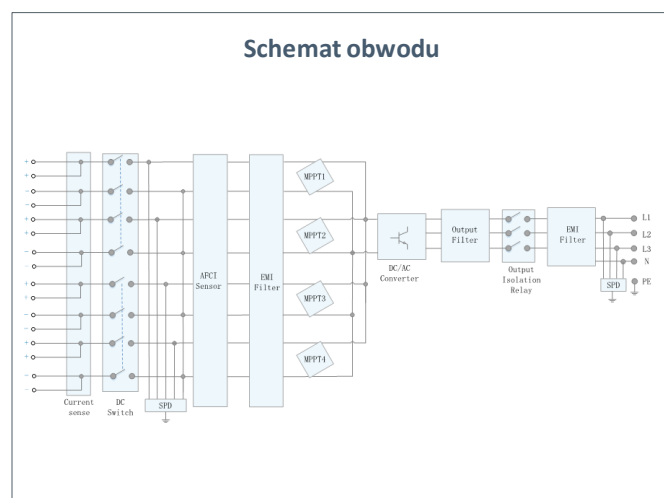 Schemat obwodu
+
+
-
-
+
+
-
-
+
+
-
-
+
+
-
-
Current
sense
DC
Switch
SPD
AFCI
Sensor
EMI
Filter
MPPT1
MPPT2
MPPT3
MPPT4
DC/AC
Converter
Output
Filter
Output
Isolation
Relay
EMI
Filter
SPD
L1
L2
L3
N
PE